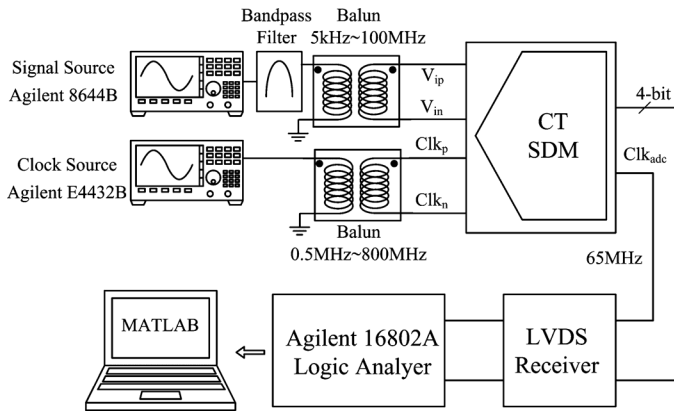 Bandpass
Filter
Balun
5kHz~100MHz
Signal Source
Agilent 8644B
Vip
Vin
CT
SDM
4-bit
Clkadc
Clock Source
Agilent E4432B
Clkp
Clkn
Balun
0.5MHz~800MHz
65MHz
MATLAB
Agilent 16802A
Logic Analyer
LVDS
Receiver